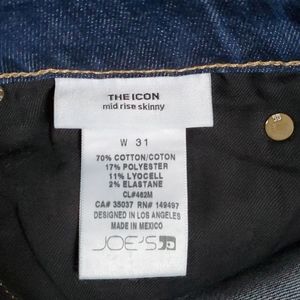 THE ICON
mid rise skinny
W 31
70% COTTON/COTON
17% POLYESTER
11% LYOCELL
2% ELASTANE
CL#462M
CA# 35037 RN# 149497
DESIGNED IN LOS ANGELES
MADE IN MEXICO
JOE'S